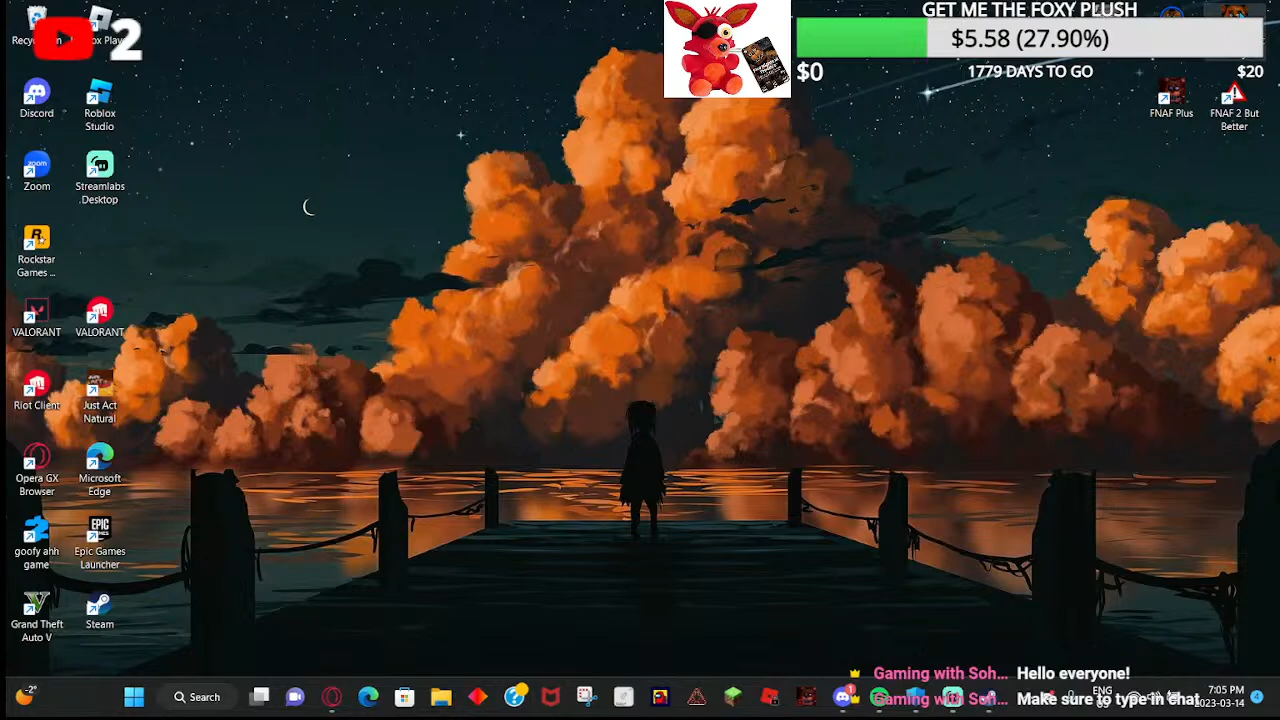 2
GET ME THE FOXY PLUSH
$5.58 (27.90%)
$0
1779 DAYS TO GO
$20
Discord
Roblox
Studio
FNAF Plus
FNAF 2 But
Better
Zoom
Streamlabs
Desktop
Rockstar
Games ...
VALORANT
VALORANT
Riot Client
Just Act
Natural
Opera GX
Browser
Microsoft
Edge
goofy ahh
game
Epic Games
Launcher
Grand Theft
Auto V
Steam
Gaming with Soh... Hello everyone!
Gaming with Soh... Make sure to type in Chat
-2°
Search
ENG
7:05 PM
2023-03-14
4